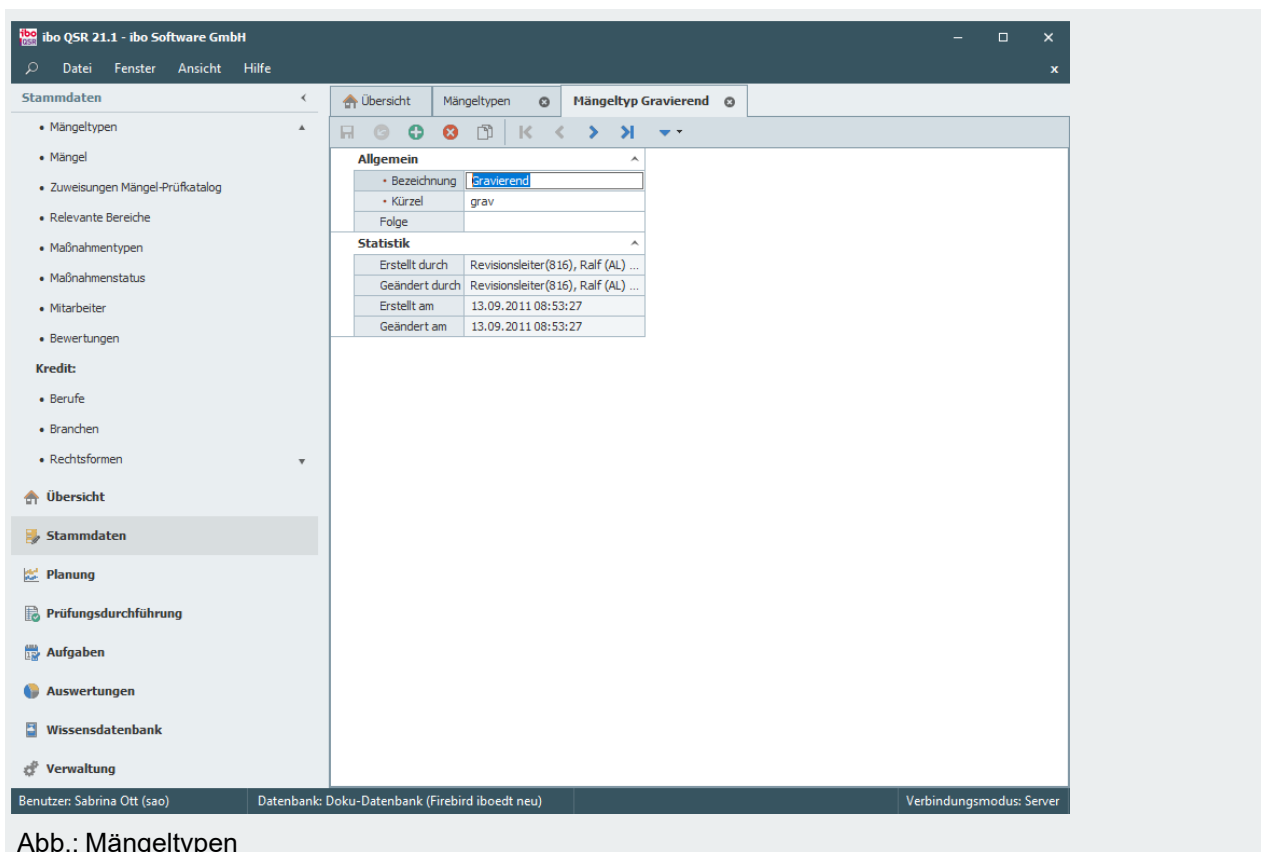 ibo QSR ibo QSR 21.1 - ibo Software GmbH
Datei Fenster Ansicht Hilfe x
Stammdaten
• Mängeltypen
• Mängel
• Zuweisungen Mängel-Prüfkatalog
• Relevante Bereiche
• Maßnahmentypen
• Maßnahmenstatus
• Mitarbeiter
• Bewertungen
Kredit:
• Berufe
• Branchen
• Rechtsformen
Übersicht
Stammdaten
Planung
Prüfungsdurchführung
Aufgaben
Auswertungen
Wissensdatenbank
Verwaltung
Übersicht Mängeltypen Mängeltyp Gravierend
Allgemein
• Bezeichnung Gravierend
• Kürzel grav
Folge
Statistik
Erstellt durch Revisionsleiter(816), Ralf (AL) ...
Geändert durch Revisionsleiter(816), Ralf (AL) ...
Erstellt am 13.09.2011 08:53:27
Geändert am 13.09.2011 08:53:27
Benutzer: Sabrina Ott (sao) Datenbank: Doku-Datenbank (Firebird iboedt neu) Verbindungsmodus: Server
Abb.: Mängeltypen